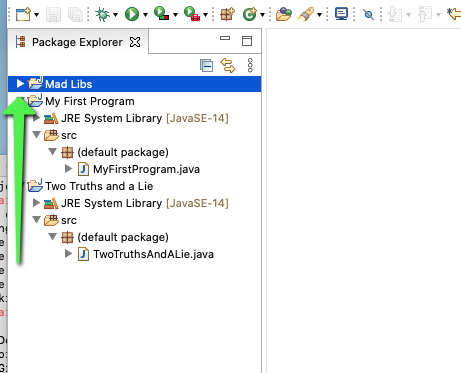 Package Explorer
Mad Libs
My First Program
JRE System Library [JavaSE-14]
src
(default package)
MyFirstProgram.java
Two Truths and a Lie
JRE System Library [JavaSE-14]
src
(default package)
TwoTruthsAndALie.java